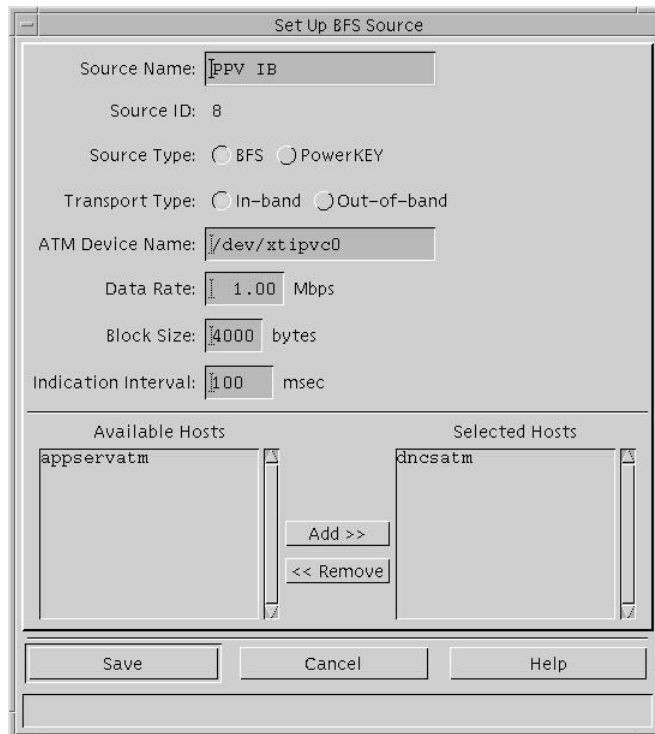 Set Up BFS Source
Source Name: PPV IB
Source ID: 8
Source Type: BFS PowerKEY
Transport Type: In-band Out-of-band
ATM Device Name: /dev/xtipvc0
Data Rate: 1.00 Mbps
Block Size: 4000 bytes
Indication Interval: 100 msec
Available Hosts Selected Hosts
appservatm dncsatm
Add >>
<< Remove
Save Cancel Help